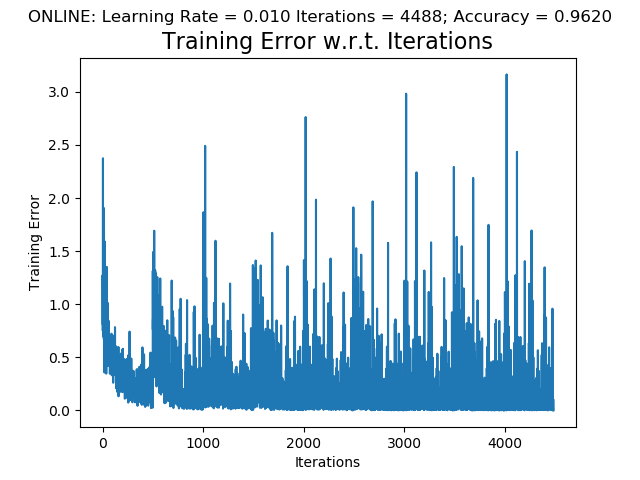 ONLINE: Learning Rate = 0.010 Iterations = 4488; Accuracy = 0.9620
Training Error w.r.t. Iterations
3.0
2.5
2.0
1.5
1.0
0.5
0.0
Training Error
0 1000 2000 3000 4000
Iterations